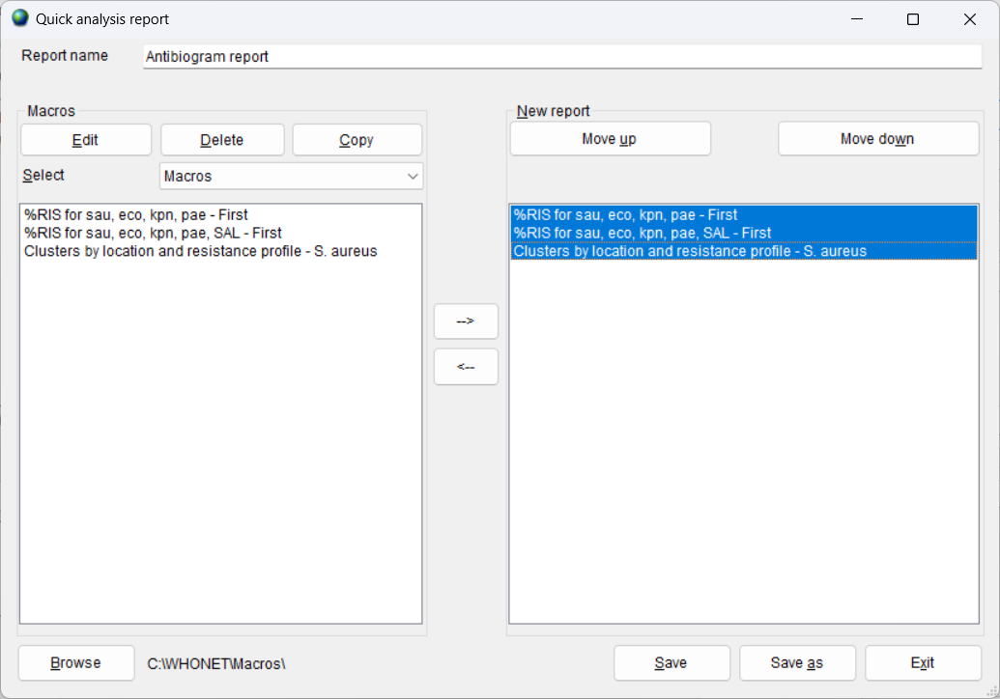 Quick analysis report
Report name
Antibiogram report
Macros
Edit
Delete
Copy
Select
Macros
%RIS for sau, eco, kpn, pae - First
%RIS for sau, eco, kpn, pae, SAL - First
Clusters by location and resistance profile - S. aureus
-->
<--
New report
Move up
Move down
%RIS for sau, eco, kpn, pae - First
%RIS for sau, eco, kpn, pae, SAL - First
Clusters by location and resistance profile - S. aureus
Browse
C:\WHONET\Macros\
Save
Save as
Exit